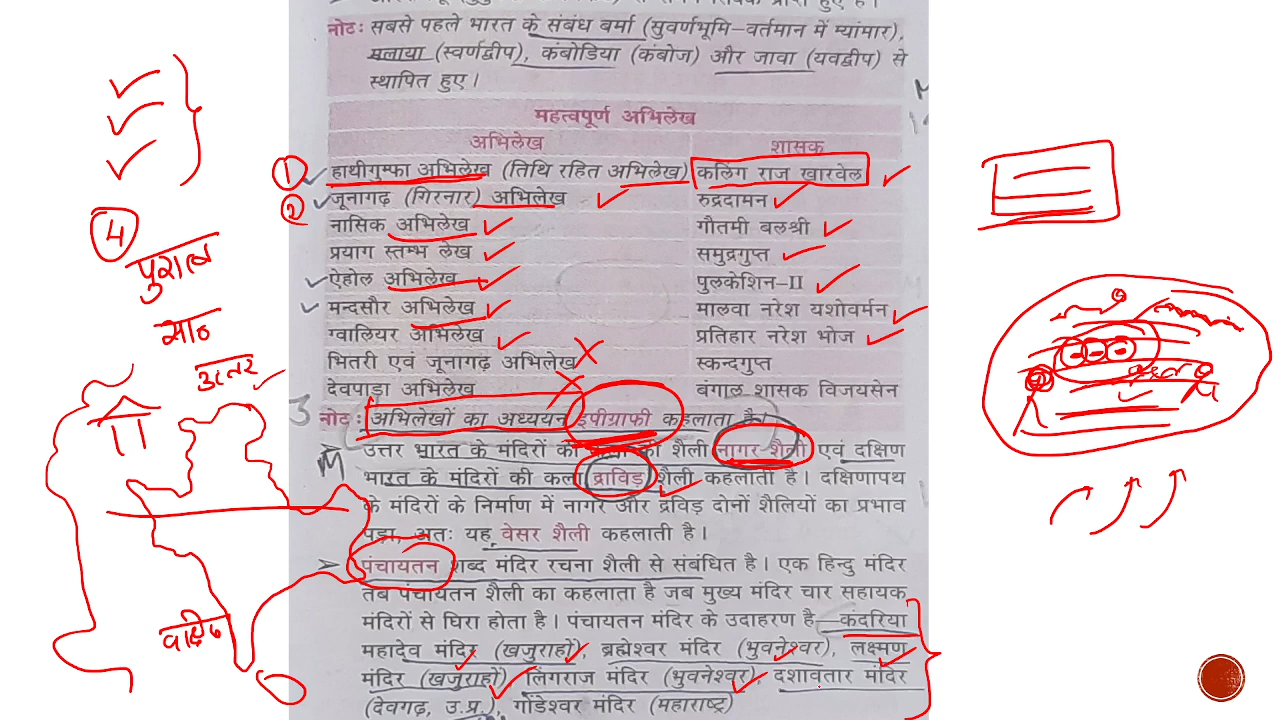 नोटः सबसे पहले भारत के संबंध बर्मा (सुवर्णभूमि–वर्तमान में म्यांमार),
मलाया (स्वर्णद्वीप), कंबोडिया (कंबोज) और जावा (यवद्वीप) से
स्थापित हुए।
महत्वपूर्ण अभिलेख
अभिलेख शासक
1 हाथीगुम्फा अभिलेख (तिथि रहित अभिलेख) कलिंग राज खारवेल
2 जूनागढ़ (गिरनार) अभिलेख रुद्रदामन
नासिक अभिलेख गौतमी बलश्री
प्रयाग स्तम्भ लेख समुद्रगुप्त
ऐहोल अभिलेख पुलकेशिन–II
मन्दसौर अभिलेख मालवा नरेश यशोवर्मन
ग्वालियर अभिलेख प्रतिहार नरेश भोज
भितरी एवं जूनागढ़ अभिलेख स्कन्दगुप्त
देवपाड़ा अभिलेख बंगाल शासक विजयसेन
नोटः अभिलेखों का अध्ययन इपीग्राफी कहलाता है।
उत्तर भारत के मंदिरों की कला की शैली नागर शैली एवं दक्षिण
भारत के मंदिरों की कला द्राविड़ शैली कहलाती है। दक्षिणापथ
के मंदिरों के निर्माण में नागर और द्रविड़ दोनों शैलियों का प्रभाव
पड़ा, अतः यह वेसर शैली कहलाती है।
पंचायतन शब्द मंदिर रचना शैली से संबंधित है। एक हिन्दू मंदिर
तब पंचायतन शैली का कहलाता है जब मुख्य मंदिर चार सहायक
मंदिरों से घिरा होता है। पंचायतन मंदिर के उदाहरण है–कंदरिया
महादेव मंदिर (खजुराहो), ब्रह्मेश्वर मंदिर (भुवनेश्वर), लक्ष्मण
मंदिर (खजुराहो) लिंगराज मंदिर (भुवनेश्वर), दशावतार मंदिर
(देवगढ़, उ.प्र.), गोंडेश्वर मंदिर (महाराष्ट्र)
4
उत्तर
दक्षिण